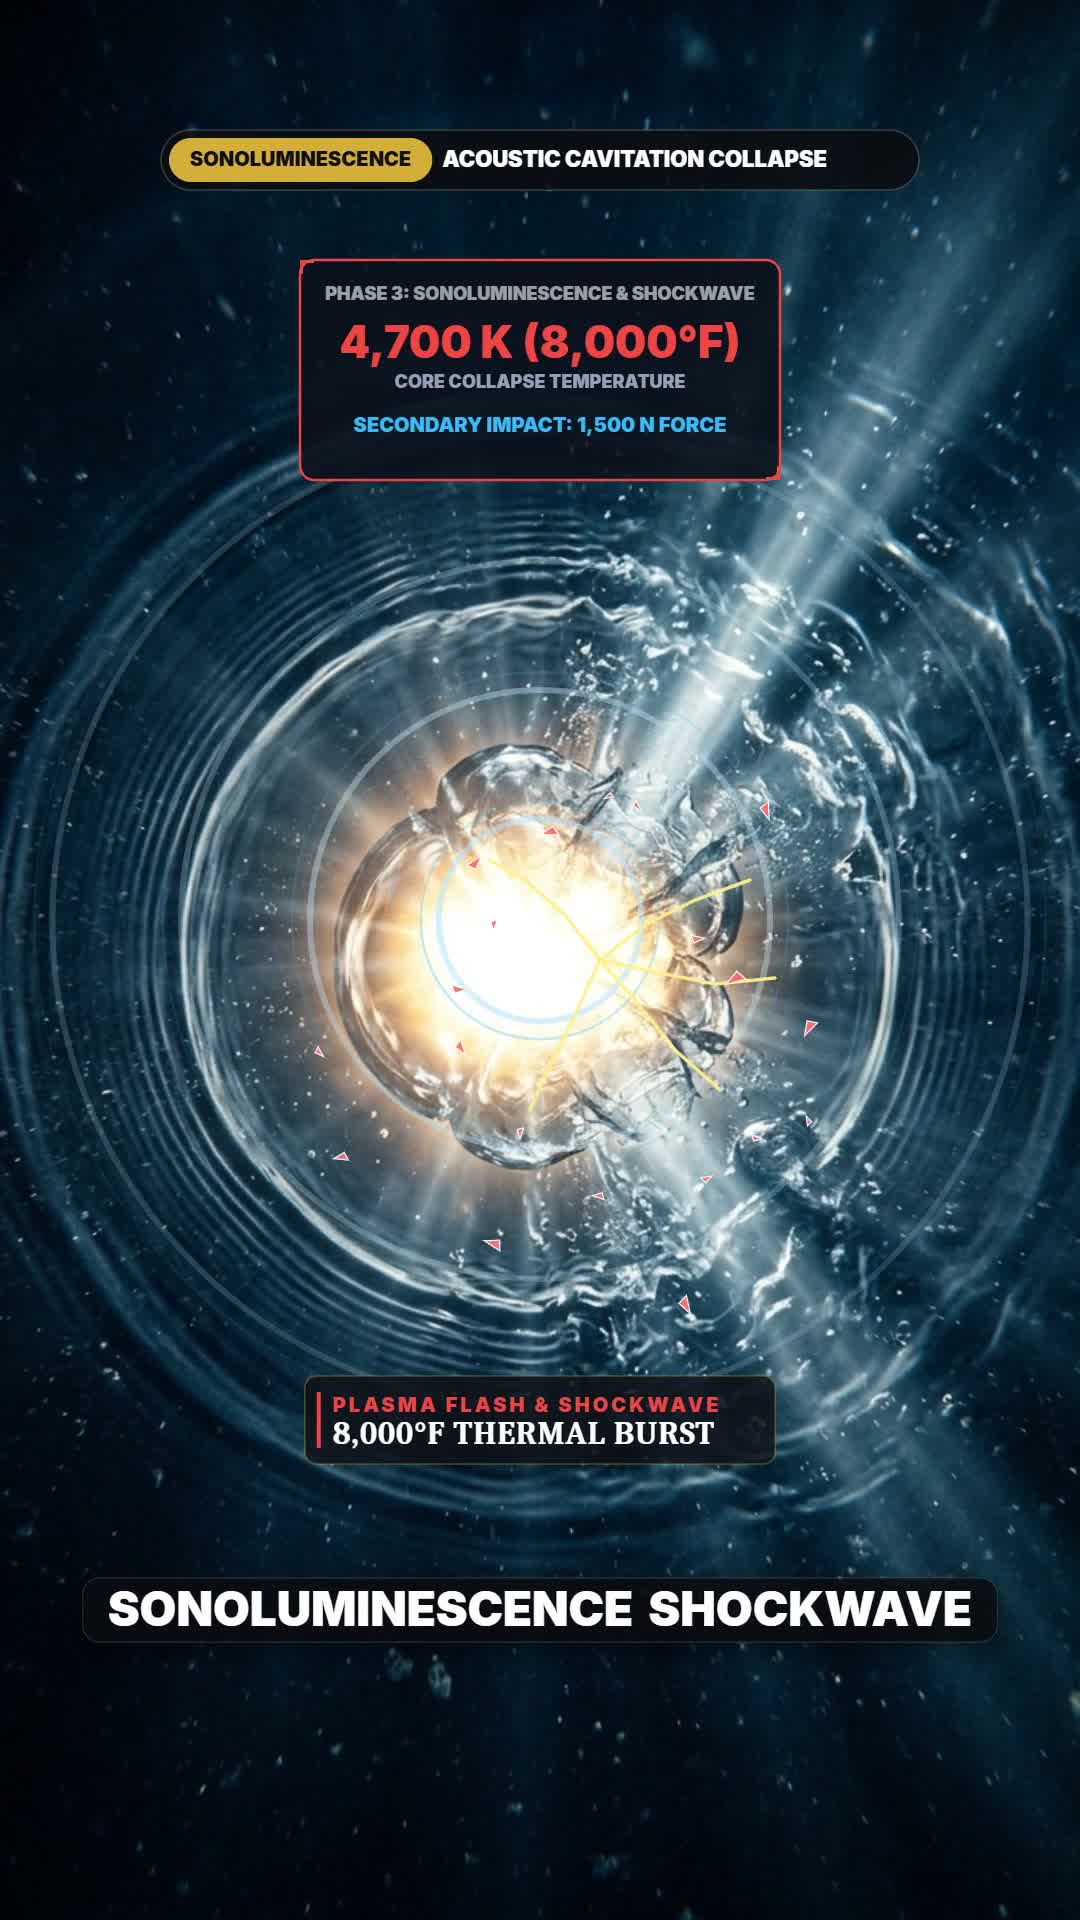 SONOLUMINESCENCE ACOUSTIC CAVITATION COLLAPSE
PHASE 3: SONOLUMINESCENCE & SHOCKWAVE
4,700 K (8,000°F)
CORE COLLAPSE TEMPERATURE
SECONDARY IMPACT: 1,500 N FORCE
PLASMA FLASH & SHOCKWAVE
8,000°F THERMAL BURST
SONOLUMINESCENCE SHOCKWAVE